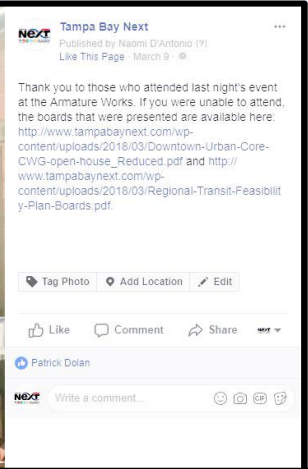 NEXT
Tampa Bay Next
Published by Naomi D'Antonio [?]
Like This Page · March 9 ·
Thank you to those who attended last night's event
at the Armature Works. If you were unable to attend,
the boards that were presented are available here:
http://www.tampabaynext.com/wp-
content/uploads/2018/03/Downtown-Urban-Core-
CWG-open-house_Reduced.pdf and http://
www.tampabaynext.com/wp-
content/uploads/2018/03/Regional-Transit-Feasibilit
y-Plan-Boards.pdf.
Tag Photo Add Location Edit
Like Comment Share NEXT
Patrick Dolan
NEXT Write a comment... GIF